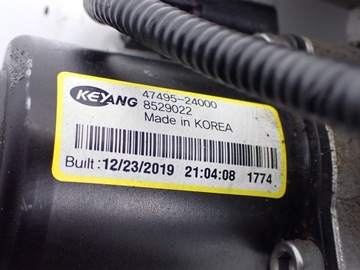 KEYANG 47495-24000
8529022
Made in KOREA
Built : 12/23/2019 21:04:08 1774